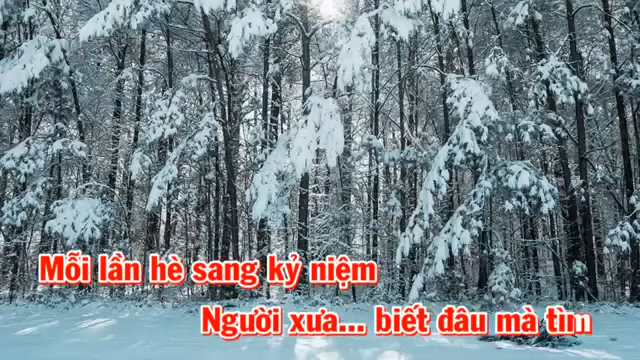 Mỗi lần hè sang kỷ niệm
Người xưa... biết đâu mà tìm